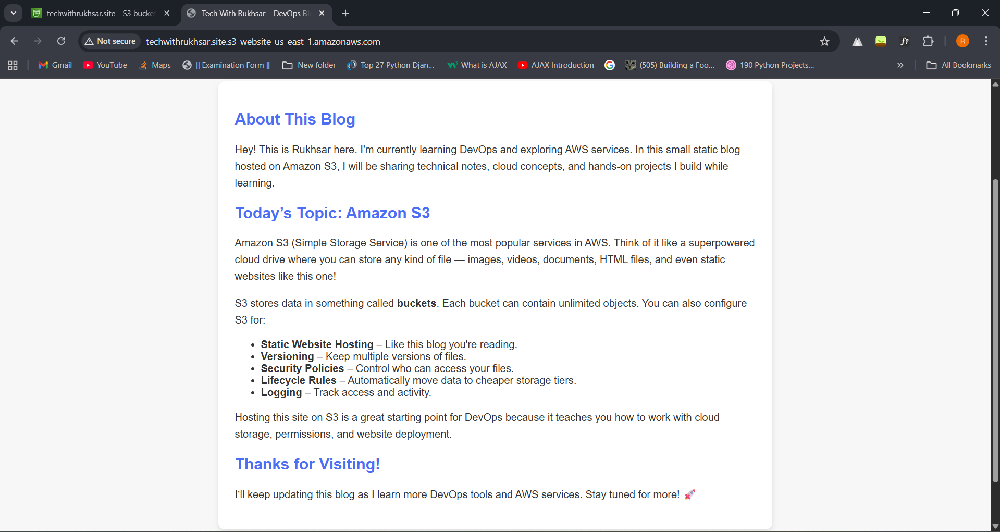 techwithrukhsar.site - S3 bucke
Tech With Rukhsar – DevOps Bl
Not secure
techwithrukhsar.site.s3-website-us-east-1.amazonaws.com
f?
R
Gmail
YouTube
Maps
|| Examination Form ||
New folder
Top 27 Python Djan...
What is AJAX
AJAX Introduction
(505) Building a Foo...
190 Python Projects...
All Bookmarks
About This Blog
Hey! This is Rukhsar here. I'm currently learning DevOps and exploring AWS services. In this small static blog
hosted on Amazon S3, I will be sharing technical notes, cloud concepts, and hands-on projects I build while
learning.
Today’s Topic: Amazon S3
Amazon S3 (Simple Storage Service) is one of the most popular services in AWS. Think of it like a superpowered
cloud drive where you can store any kind of file — images, videos, documents, HTML files, and even static
websites like this one!
S3 stores data in something called buckets. Each bucket can contain unlimited objects. You can also configure
S3 for:
• Static Website Hosting – Like this blog you're reading.
• Versioning – Keep multiple versions of files.
• Security Policies – Control who can access your files.
• Lifecycle Rules – Automatically move data to cheaper storage tiers.
• Logging – Track access and activity.
Hosting this site on S3 is a great starting point for DevOps because it teaches you how to work with cloud
storage, permissions, and website deployment.
Thanks for Visiting!
I’ll keep updating this blog as I learn more DevOps tools and AWS services. Stay tuned for more! 🚀